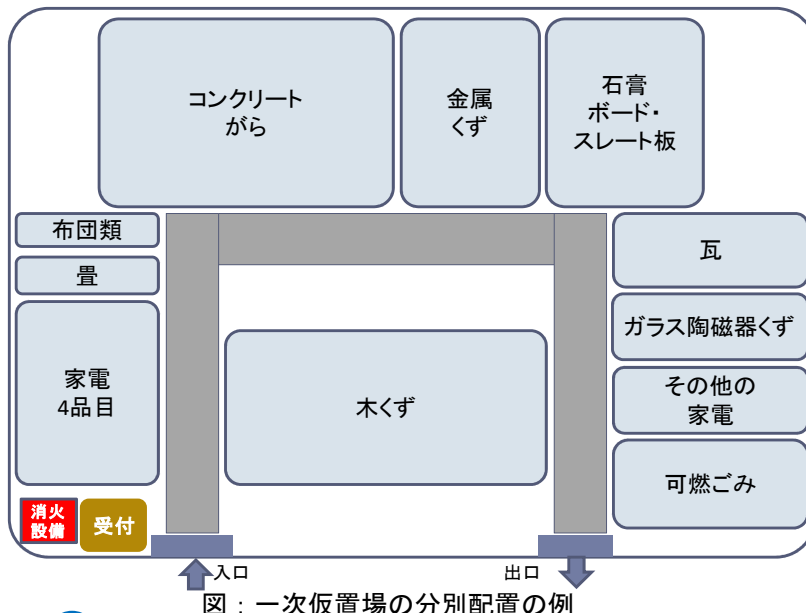 コンクリート
がら
金属
くず
石膏
ボード・
スレート板
布団類
畳
家電
4品目
木くず
瓦
ガラス陶磁器くず
その他の
家電
可燃ごみ
消火
設備
受付
入口
出口
図：一次仮置場の分別配置の例